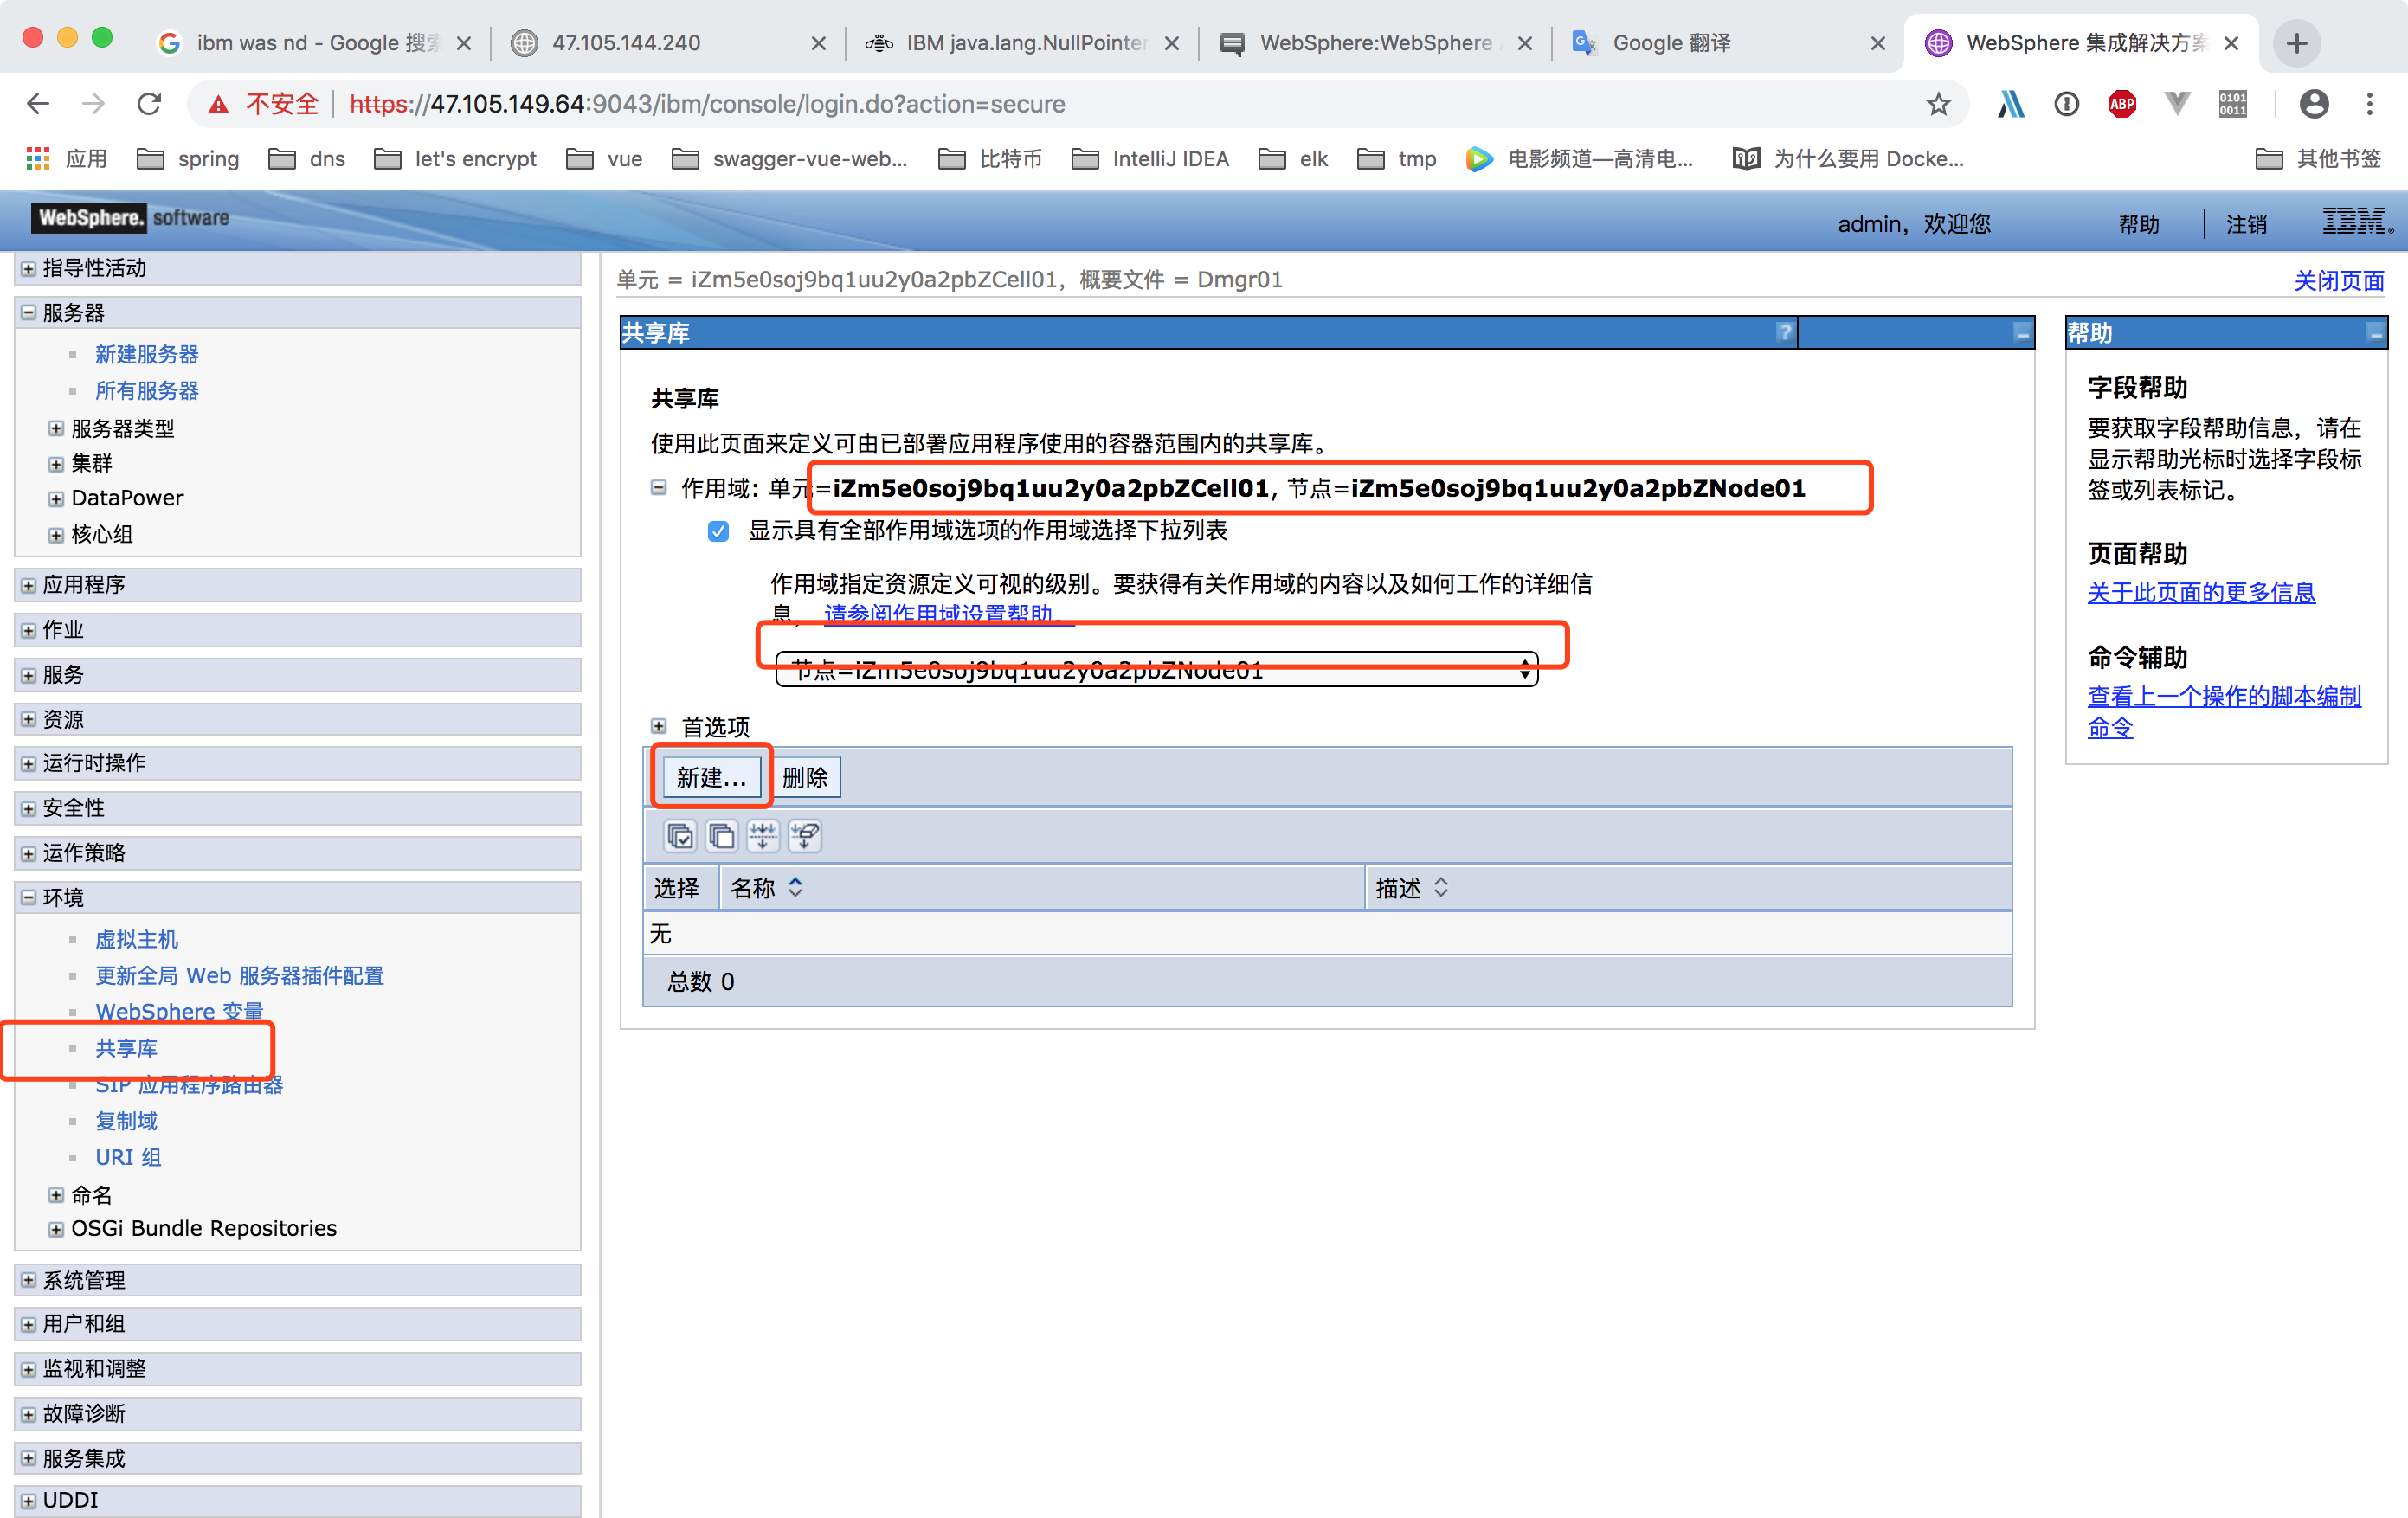 ibm was nd - Google 搜索
47.105.144.240
IBM java.lang.NullPointer
WebSphere:WebSphere
Google 翻译
WebSphere 集成解决方案
不安全
https://47.105.149.64:9043/ibm/console/login.do?action=secure
ABP
0101
0011
应用
spring
dns
let's encrypt
vue
swagger-vue-web...
比特币
IntelliJ IDEA
elk
tmp
电影频道—高清电...
为什么要用 Docke...
其他书签
WebSphere. software
admin，欢迎您
帮助
注销
IBM
指导性活动
服务器
新建服务器
所有服务器
服务器类型
集群
DataPower
核心组
应用程序
作业
服务
资源
运行时操作
安全性
运作策略
环境
虚拟主机
更新全局 Web 服务器插件配置
WebSphere 变量
共享库
SIP 应用程序路由器
复制域
URI 组
命名
OSGi Bundle Repositories
系统管理
用户和组
监视和调整
故障诊断
服务集成
UDDI
单元 = iZm5e0soj9bq1uu2y0a2pbZCell01，概要文件 = Dmgr01
关闭页面
共享库
?
共享库
使用此页面来定义可由已部署应用程序使用的容器范围内的共享库。
作用域: 单元=iZm5e0soj9bq1uu2y0a2pbZCell01, 节点=iZm5e0soj9bq1uu2y0a2pbZNode01
显示具有全部作用域选项的作用域选择下拉列表
作用域指定资源定义可视的级别。要获得有关作用域的内容以及如何工作的详细信
息， 请参阅作用域设置帮助。
节点=iZm5e0soj9bq1uu2y0a2pbZNode01
首选项
新建...
删除
选择
名称
描述
无
总数 0
帮助
字段帮助
要获取字段帮助信息，请在
显示帮助光标时选择字段标
签或列表标记。
页面帮助
关于此页面的更多信息
命令辅助
查看上一个操作的脚本编制
命令